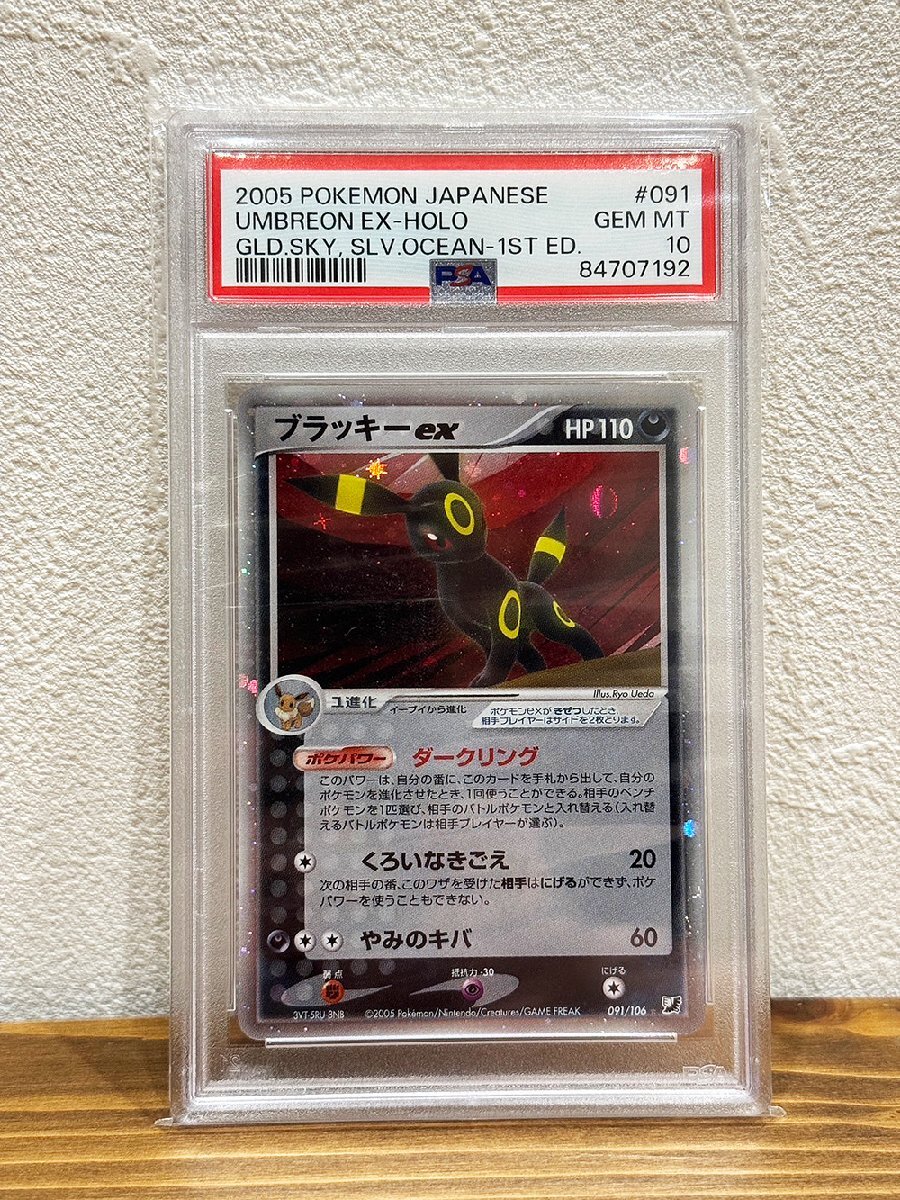 2005 POKEMON JAPANESE #091
UMBREON EX-HOLO GEM MT
GLD.SKY, SLV.OCEAN-1ST ED. 10
PSA 84707192
ブラッキーex HP110
Illus.Ryo Ueda
1進化 イーブイから進化
ポケモンexがきぜつしたとき、
相手プレイヤーはサイドを2枚とります。
ポケパワー ダークリング
このパワーは、自分の番に、このカードを手札から出して、自分の
ポケモンを進化させたとき、1回使うことができる。相手のベンチ
ポケモンを1匹選び、相手のバトルポケモンと入れ替える(入れ替
えるバトルポケモンは相手プレイヤーが選ぶ)。
くろいなきごえ 20
次の相手の番、このワザを受けた相手はにげるができず、ポケ
パワーを使うこともできない。
やみのキバ 60
弱点 抵抗力 -30 にげる
©2005 Pokémon/Nintendo/Creatures/GAME FREAK 091/106
PSA